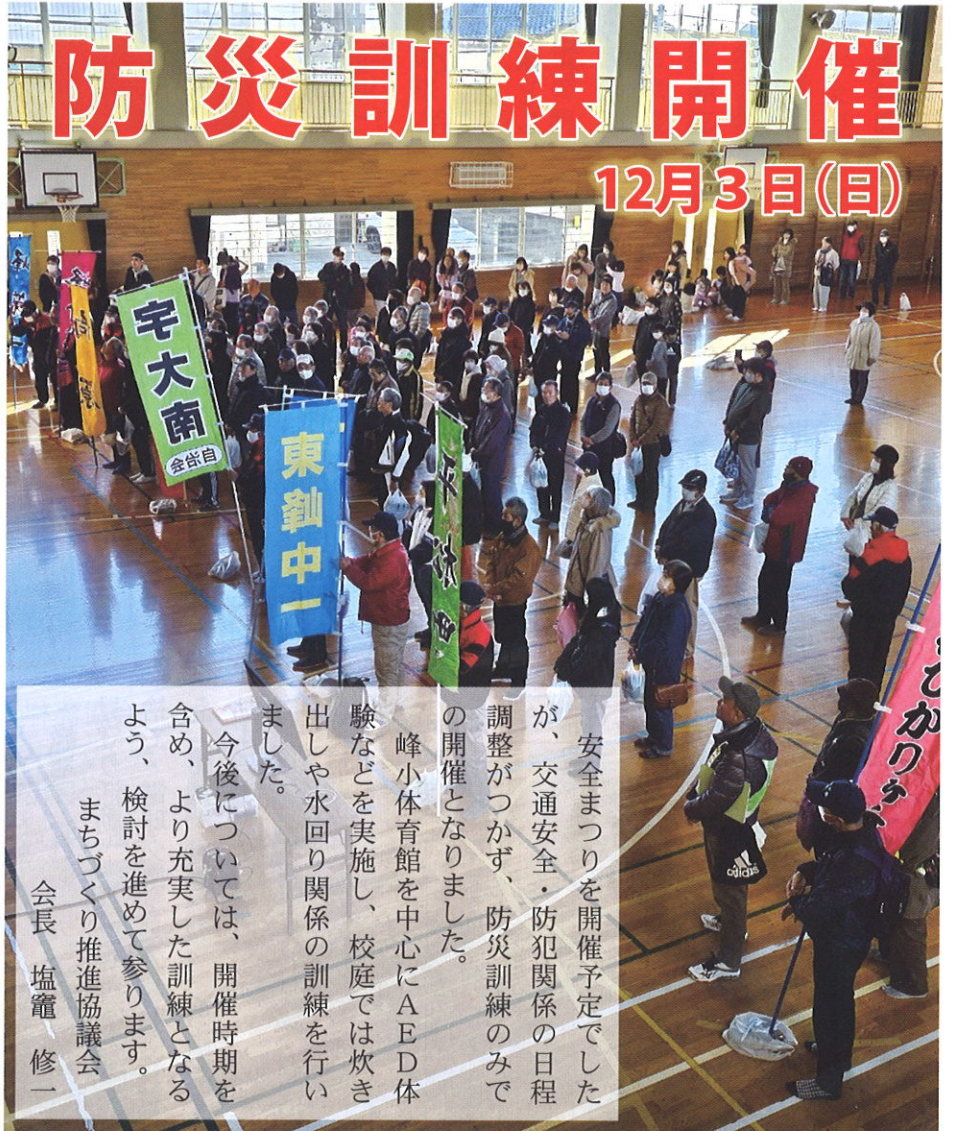 防災訓練開催
12月3日(日)
宇大南
自治会
東峰中一
ひかりヶ
adidas
安全まつりを開催予定でした
が、交通安全・防犯関係の日程
調整がつかず、防災訓練のみで
の開催となりました。
峰小体育館を中心にAED体
験などを実施し、校庭では炊き
出しや水回り関係の訓練を行い
ました。
今後については、開催時期を
含め、より充実した訓練となる
よう、検討を進めて参ります。
まちづくり推進協議会
会長 塩竈 修一